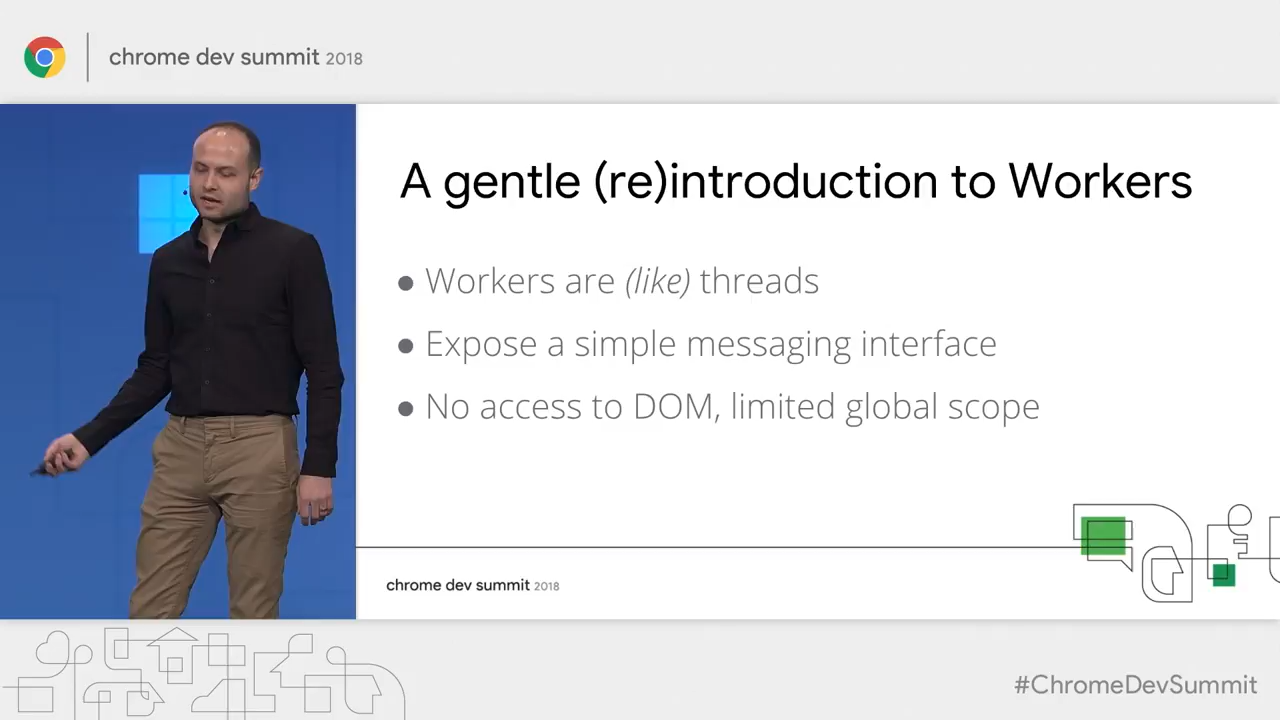 chrome dev summit 2018
A gentle (re)introduction to Workers
● Workers are (like) threads
● Expose a simple messaging interface
● No access to DOM, limited global scope
chrome dev summit 2018
#ChromeDevSummit